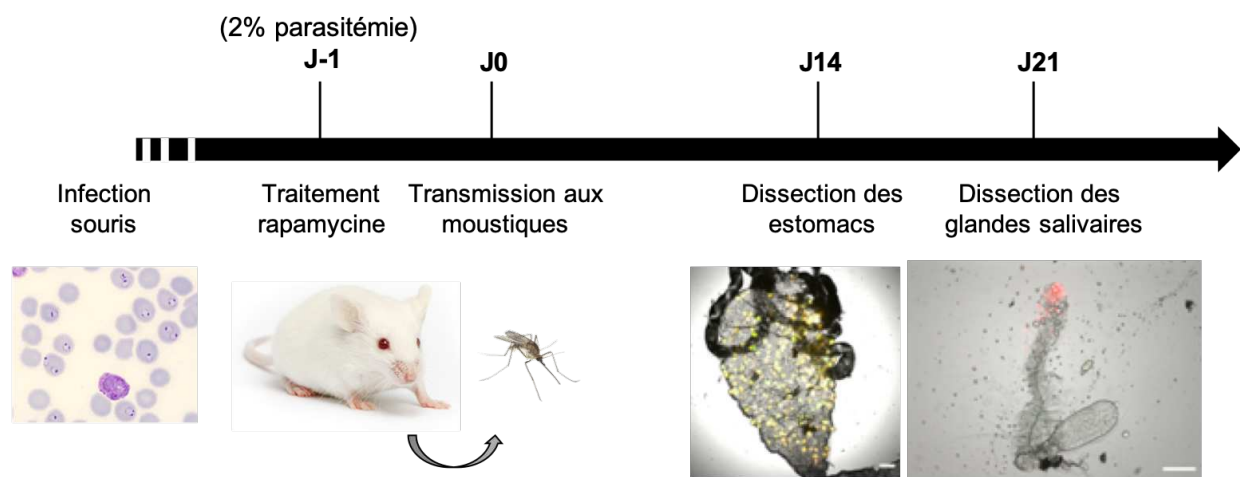 (2% parasitémie)
J-1
J0
J14
J21
Infection
souris
Traitement
rapamycine
Transmission aux
moustiques
Dissection des
estomacs
Dissection des
glandes salivaires